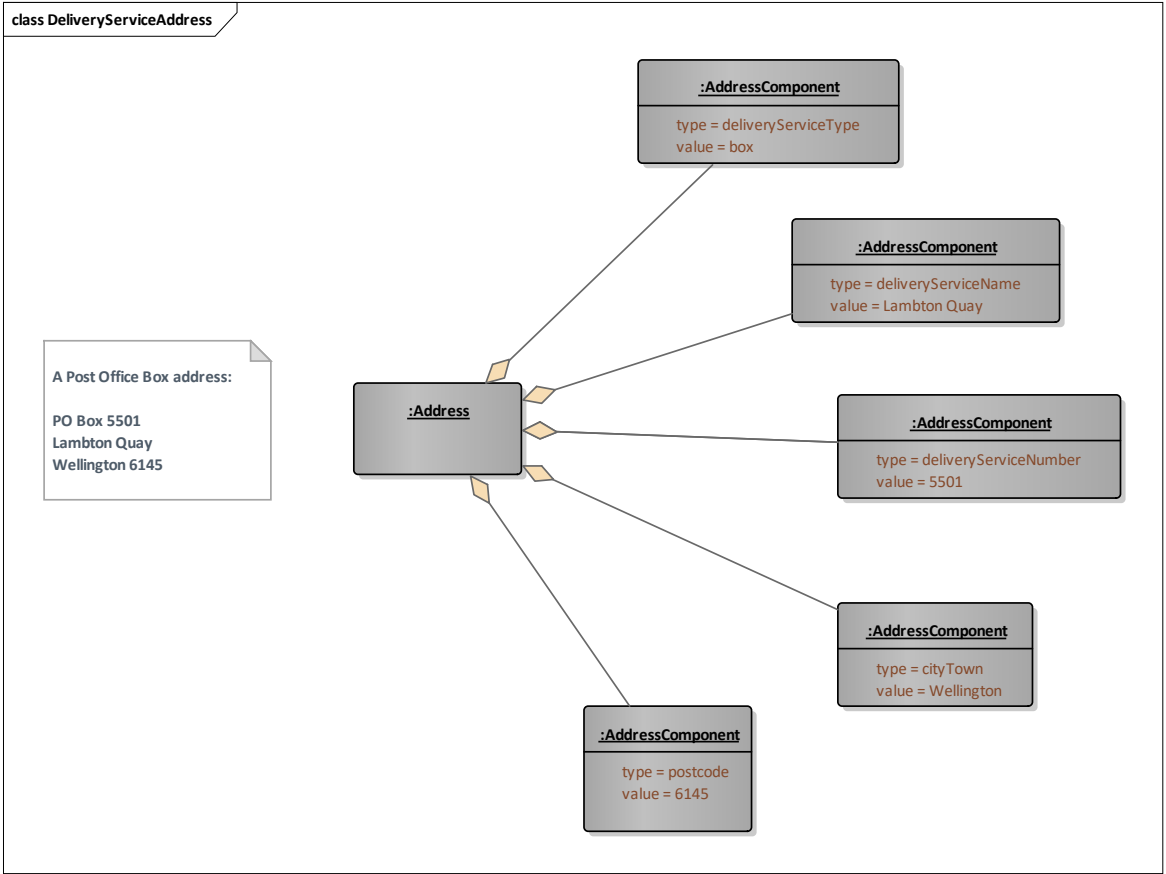 class DeliveryServiceAddress
:AddressComponent
type = deliveryServiceType
value = box
:AddressComponent
type = deliveryServiceName
value = Lambton Quay
A Post Office Box address:
PO Box 5501
Lambton Quay
Wellington 6145
:Address
:AddressComponent
type = deliveryServiceNumber
value = 5501
:AddressComponent
type = cityTown
value = Wellington
:AddressComponent
type = postcode
value = 6145